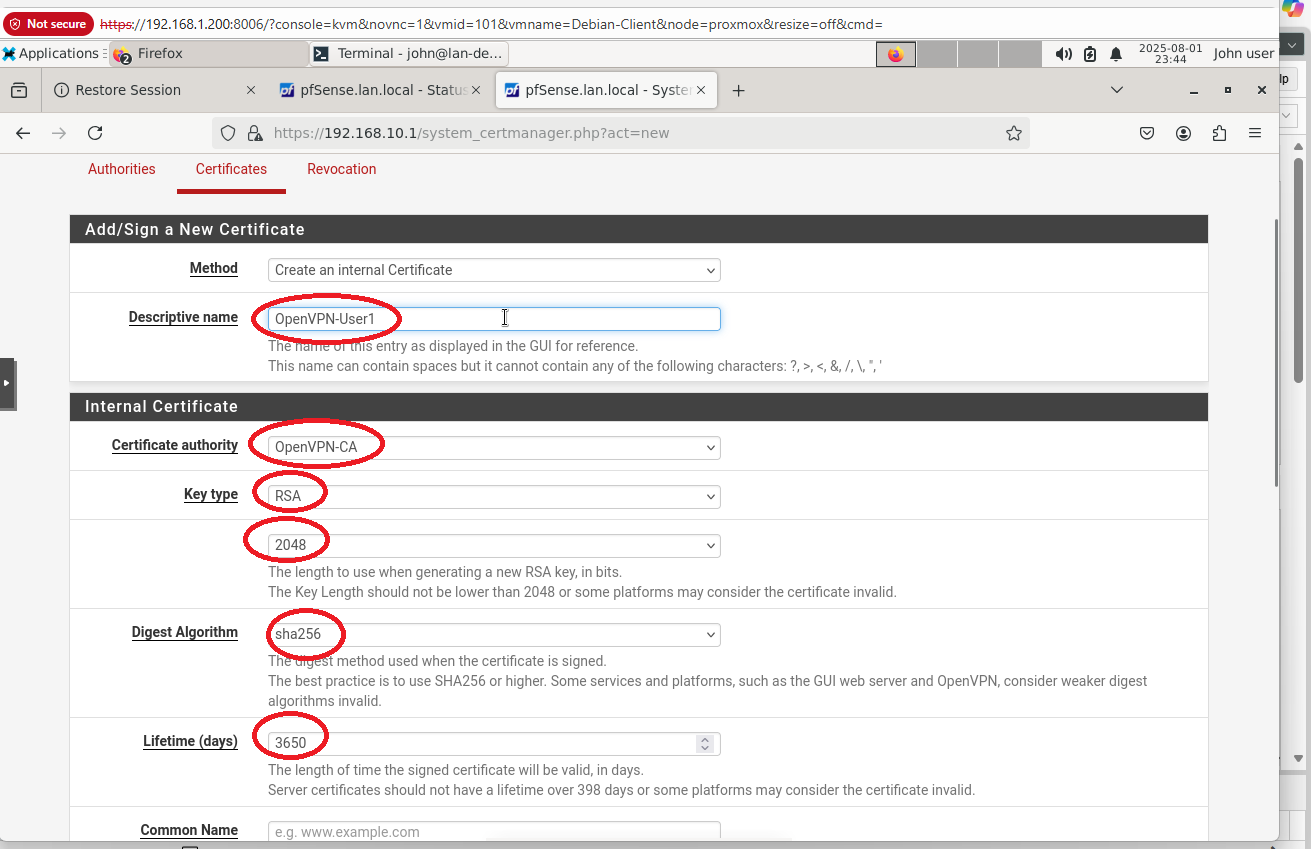 Not secure https://192.168.1.200:8006/?console=kvm&novnc=1&vmid=101&vmname=Debian-Client&node=proxmox&resize=off&cmd=
Applications Firefox Terminal - john@lan-de... 2025-08-01 23:44 John user
Restore Session pfSense.lan.local - Status pfSense.lan.local - Syste
https://192.168.10.1/system_certmanager.php?act=new
Authorities Certificates Revocation
Add/Sign a New Certificate
Method Create an internal Certificate
Descriptive name OpenVPN-User1
The name of this entry as displayed in the GUI for reference.
This name can contain spaces but it cannot contain any of the following characters: ?, >, <, &, /, \, ", '
Internal Certificate
Certificate authority OpenVPN-CA
Key type RSA
2048
The length to use when generating a new RSA key, in bits.
The Key Length should not be lower than 2048 or some platforms may consider the certificate invalid.
Digest Algorithm sha256
The digest method used when the certificate is signed.
The best practice is to use SHA256 or higher. Some services and platforms, such as the GUI web server and OpenVPN, consider weaker digest
algorithms invalid.
Lifetime (days) 3650
The length of time the signed certificate will be valid, in days.
Server certificates should not have a lifetime over 398 days or some platforms may consider the certificate invalid.
Common Name e.g. www.example.com